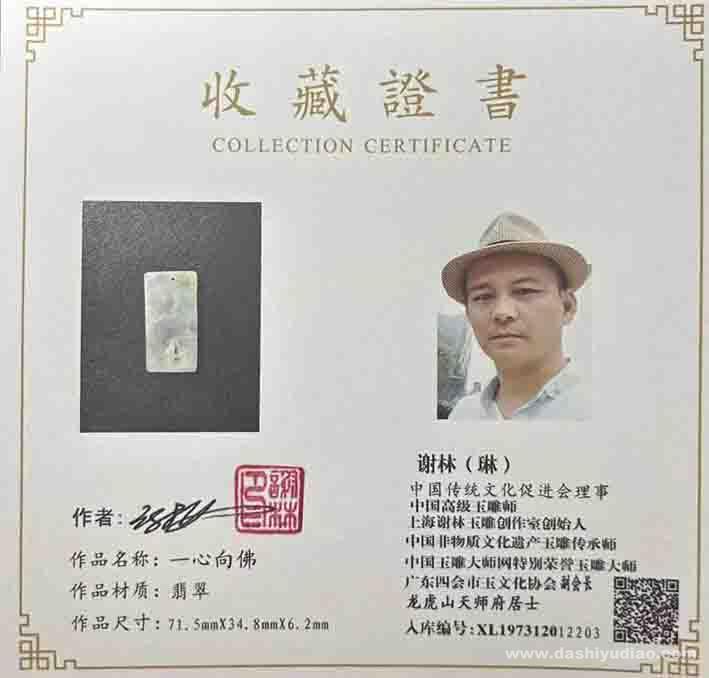 收藏證書
COLLECTION CERTIFICATE
谢林（琳）
中国传统文化促进会理事
中国高级玉雕师
上海谢林玉雕创作室创始人
中国非物质文化遗产玉雕传承师
中国玉雕大师网特别荣誉玉雕大师
广东四会市玉文化协会副会长
龙虎山天师府居士
入库编号：XL197312012203
作者：
作品名称：一心向佛
作品材质：翡翠
作品尺寸：71.5mmX34.8mmX6.2mm
www.dashiyudiao.com